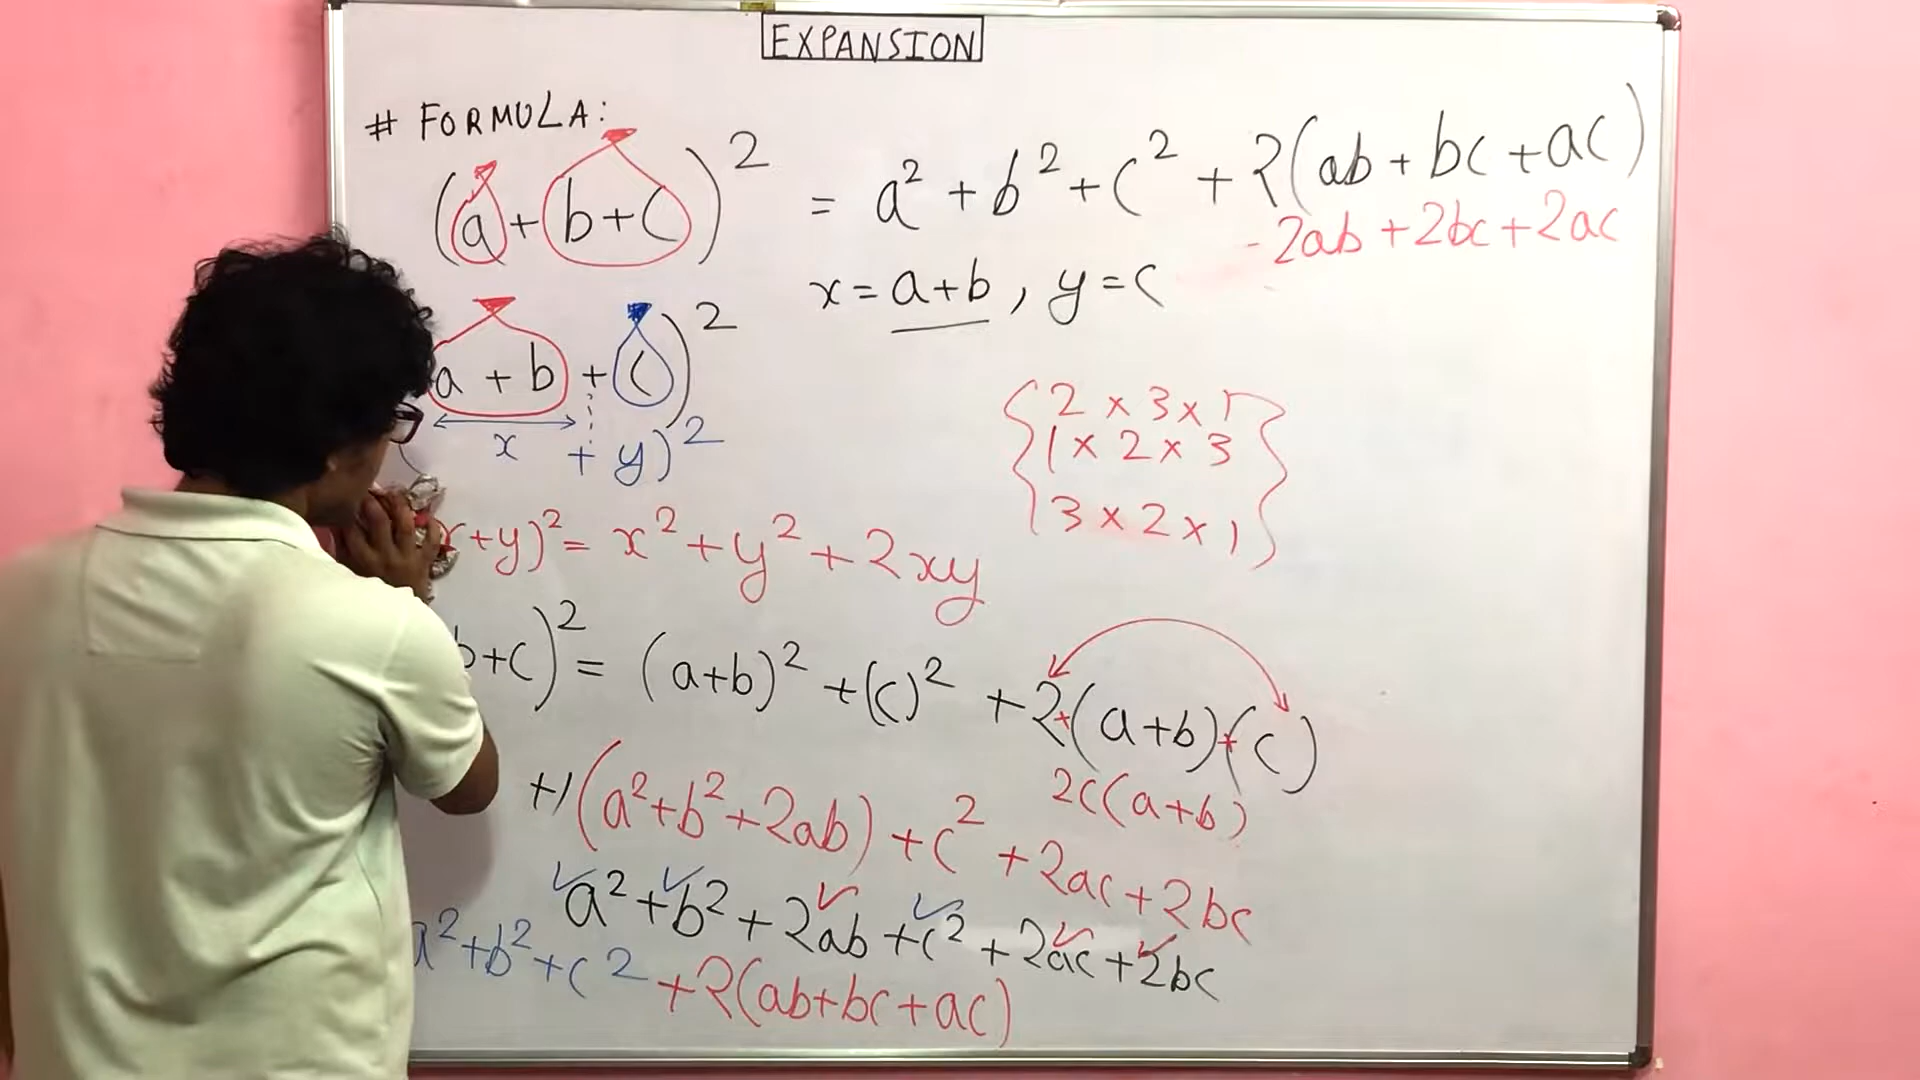 EXPANSION
# FORMULA:
(a+b+c)² = a²+b²+c²+2(ab+bc+ac)
2ab+2bc+2ac
x=a+b, y=c
a+b+c)²
x + y)²
{2×3×1
1×2×3
3×2×1}
x+y)²= x²+y²+2xy
b+c)²= (a+b)²+(c)²+2×(a+b)×(c)
2c(a+b)
+1(a²+b²+2ab)+c²+2ac+2bc
a²+b²+2ab+c²+2ac+2bc
a²+b²+c²+2(ab+bc+ac)